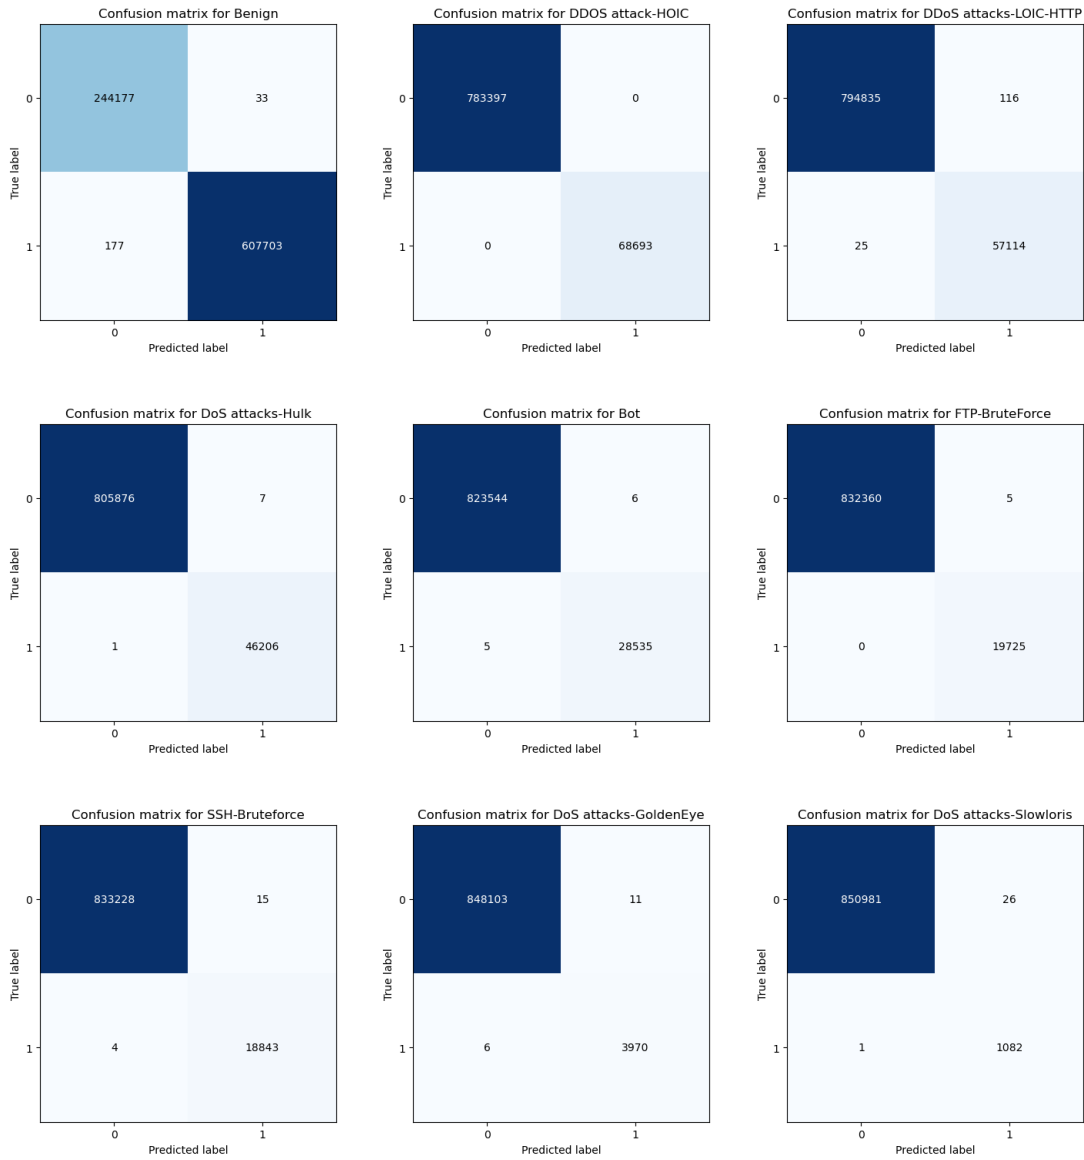 Confusion matrix for Benign
0
244177
33
True label
1
177
607703
0
1
Predicted label
Confusion matrix for DDOS attack-HOIC
0
783397
0
True label
1
0
68693
0
1
Predicted label
Confusion matrix for DDoS attacks-LOIC-HTTP
0
794835
116
True label
1
25
57114
0
1
Predicted label
Confusion matrix for DoS attacks-Hulk
0
805876
7
True label
1
1
46206
0
1
Predicted label
Confusion matrix for Bot
0
823544
6
True label
1
5
28535
0
1
Predicted label
Confusion matrix for FTP-BruteForce
0
832360
5
True label
1
0
19725
0
1
Predicted label
Confusion matrix for SSH-Bruteforce
0
833228
15
True label
1
4
18843
0
1
Predicted label
Confusion matrix for DoS attacks-GoldenEye
0
848103
11
True label
1
6
3970
0
1
Predicted label
Confusion matrix for DoS attacks-Slowloris
0
850981
26
True label
1
1
1082
0
1
Predicted label